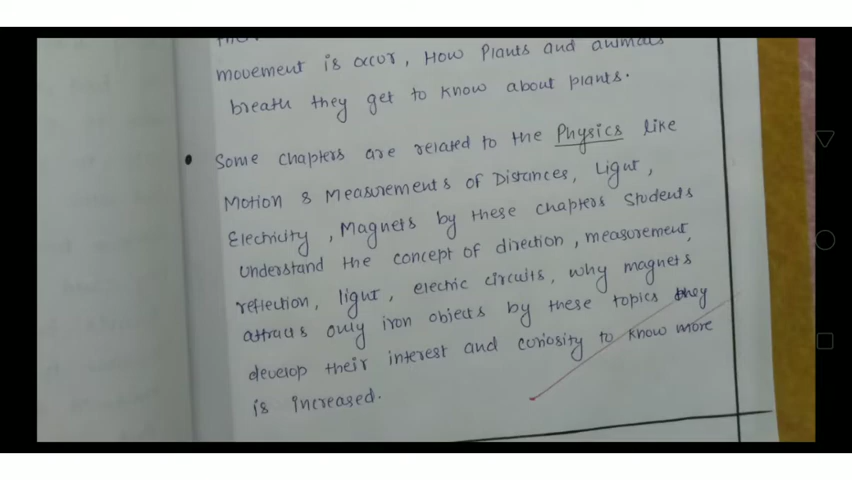 movement is occur, How Plants and animals
breath they get to know about plants.
• Some chapters are related to the Physics like
Motion & Measurements of Distances, Light,
Electricity, Magnets by these chapters students
understand the concept of direction, measurement,
reflection, light, electric circuits, why magnets
attracts only iron objects by these topics they
develop their interest and curiosity to know more
is increased.